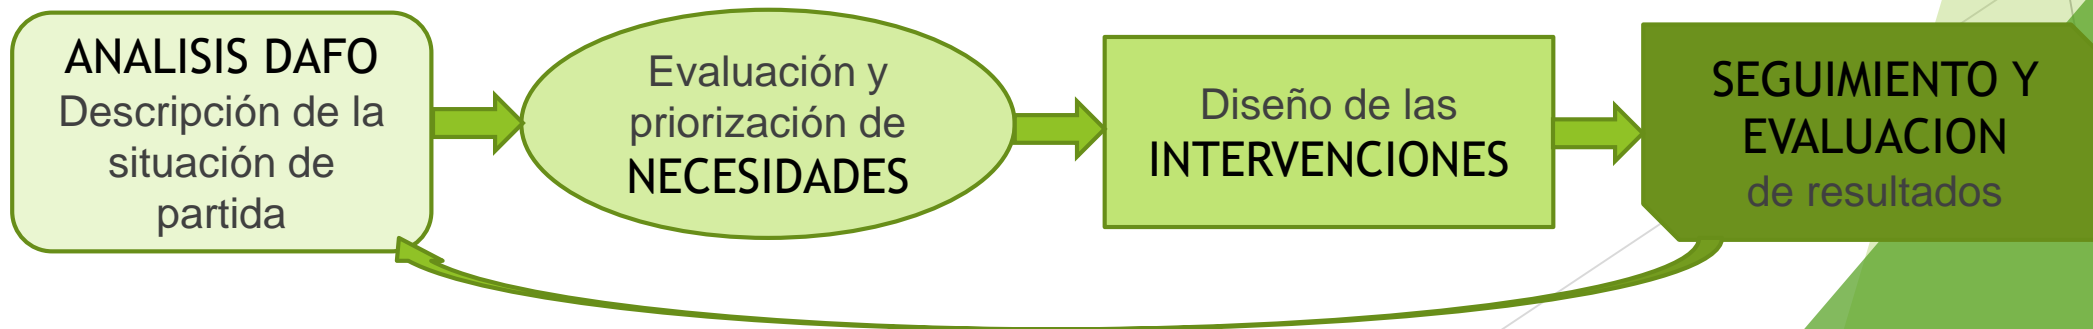 ANALISIS DAFO
Descripción de la
situación de
partida
Evaluación y
priorización de
NECESIDADES
Diseño de las
INTERVENCIONES
SEGUIMIENTO Y
EVALUACION
de resultados